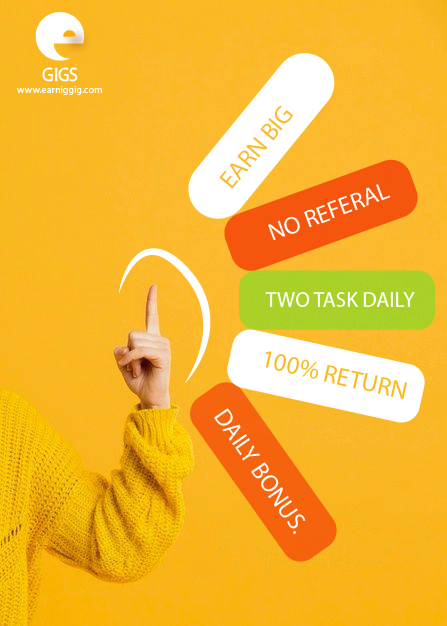 e
GIGS
www.earniggig.com
EARN BIG
NO REFERAL
TWO TASK DAILY
100% RETURN
DAILY BONUS.